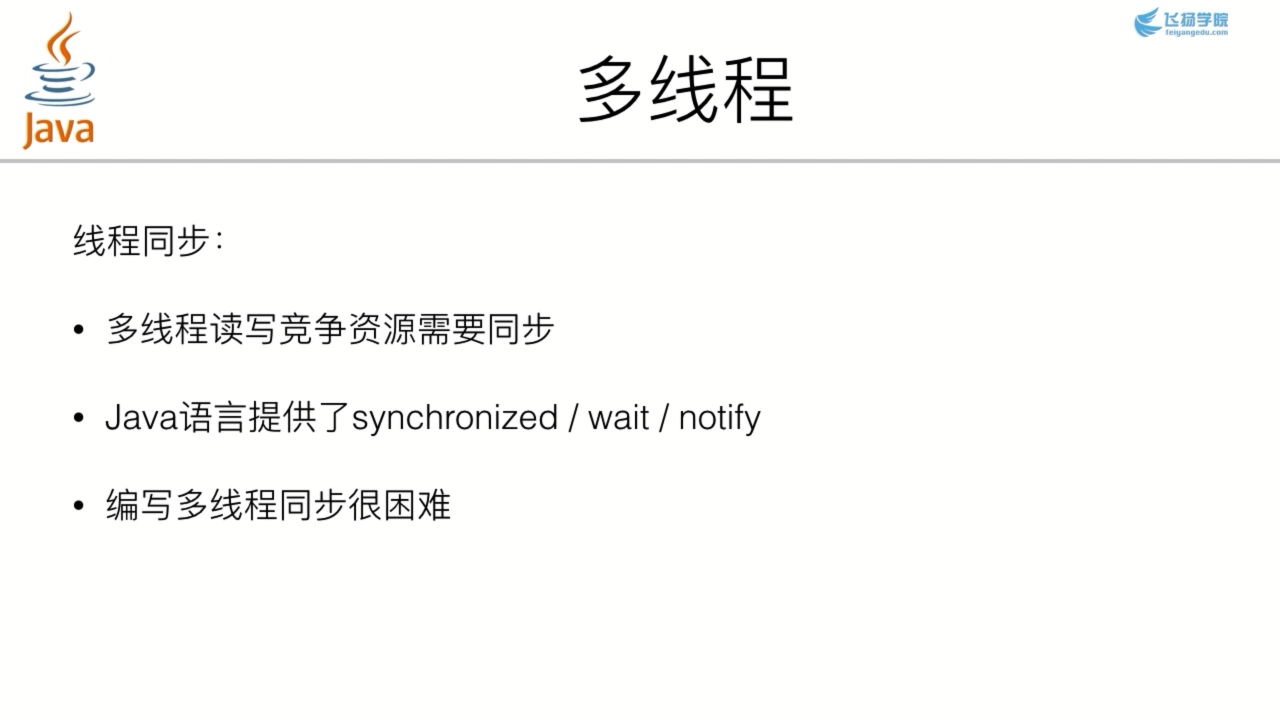 Java
飞扬学院
feiyangedu.com
多线程
线程同步：
• 多线程读写竞争资源需要同步
• Java语言提供了synchronized / wait / notify
• 编写多线程同步很困难